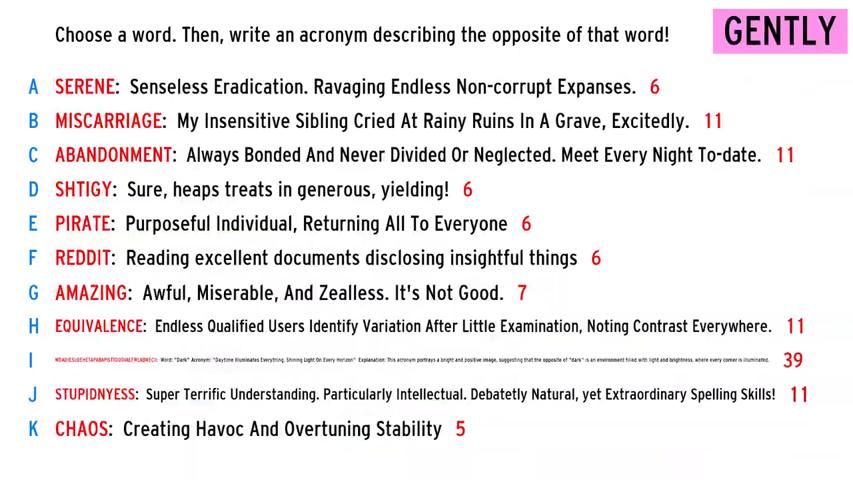 Choose a word. Then, write an acronym describing the opposite of that word!
GENTLY
A SERENE: Senseless Eradication. Ravaging Endless Non-corrupt Expanses. 6
B MISCARRIAGE: My Insensitive Sibling Cried At Rainy Ruins In A Grave, Excitedly. 11
C ABANDONMENT: Always Bonded And Never Divided Or Neglected. Meet Every Night To-date. 11
D SHTIGY: Sure, heaps treats in generous, yielding! 6
E PIRATE: Purposeful Individual, Returning All To Everyone 6
F REDDIT: Reading excellent documents disclosing insightful things 6
G AMAZING: Awful, Miserable, And Zealless. It's Not Good. 7
H EQUIVALENCE: Endless Qualified Users Identify Variation After Little Examination, Noting Contrast Everywhere. 11
I Word: "Dark" Acronym: "Daytime Illuminates Everything, Shining Light On Every Horizon" Explanation: This acronym portrays a bright and positive image, suggesting that the opposite of "dark" is an environment filled with light and brightness, where every corner is illuminated. 39
J STUPIDNYESS: Super Terrific Understanding. Particularly Intellectual. Debatetly Natural, yet Extraordinary Spelling Skills! 11
K CHAOS: Creating Havoc And Overtuning Stability 5